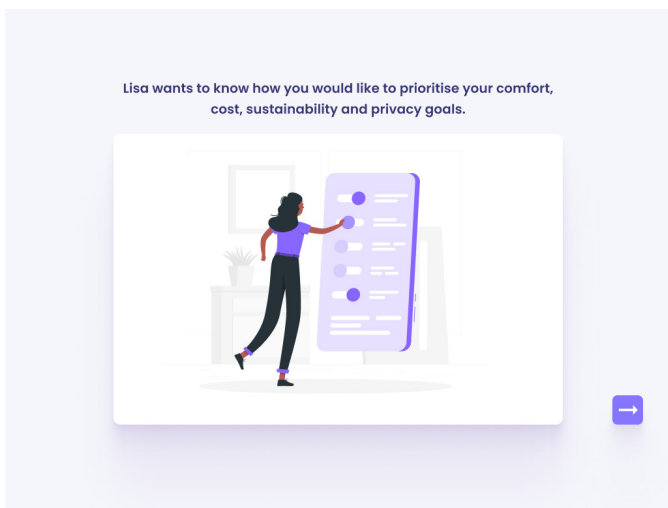 Lisa wants to know how you would like to prioritise your comfort,
cost, sustainability and privacy goals.